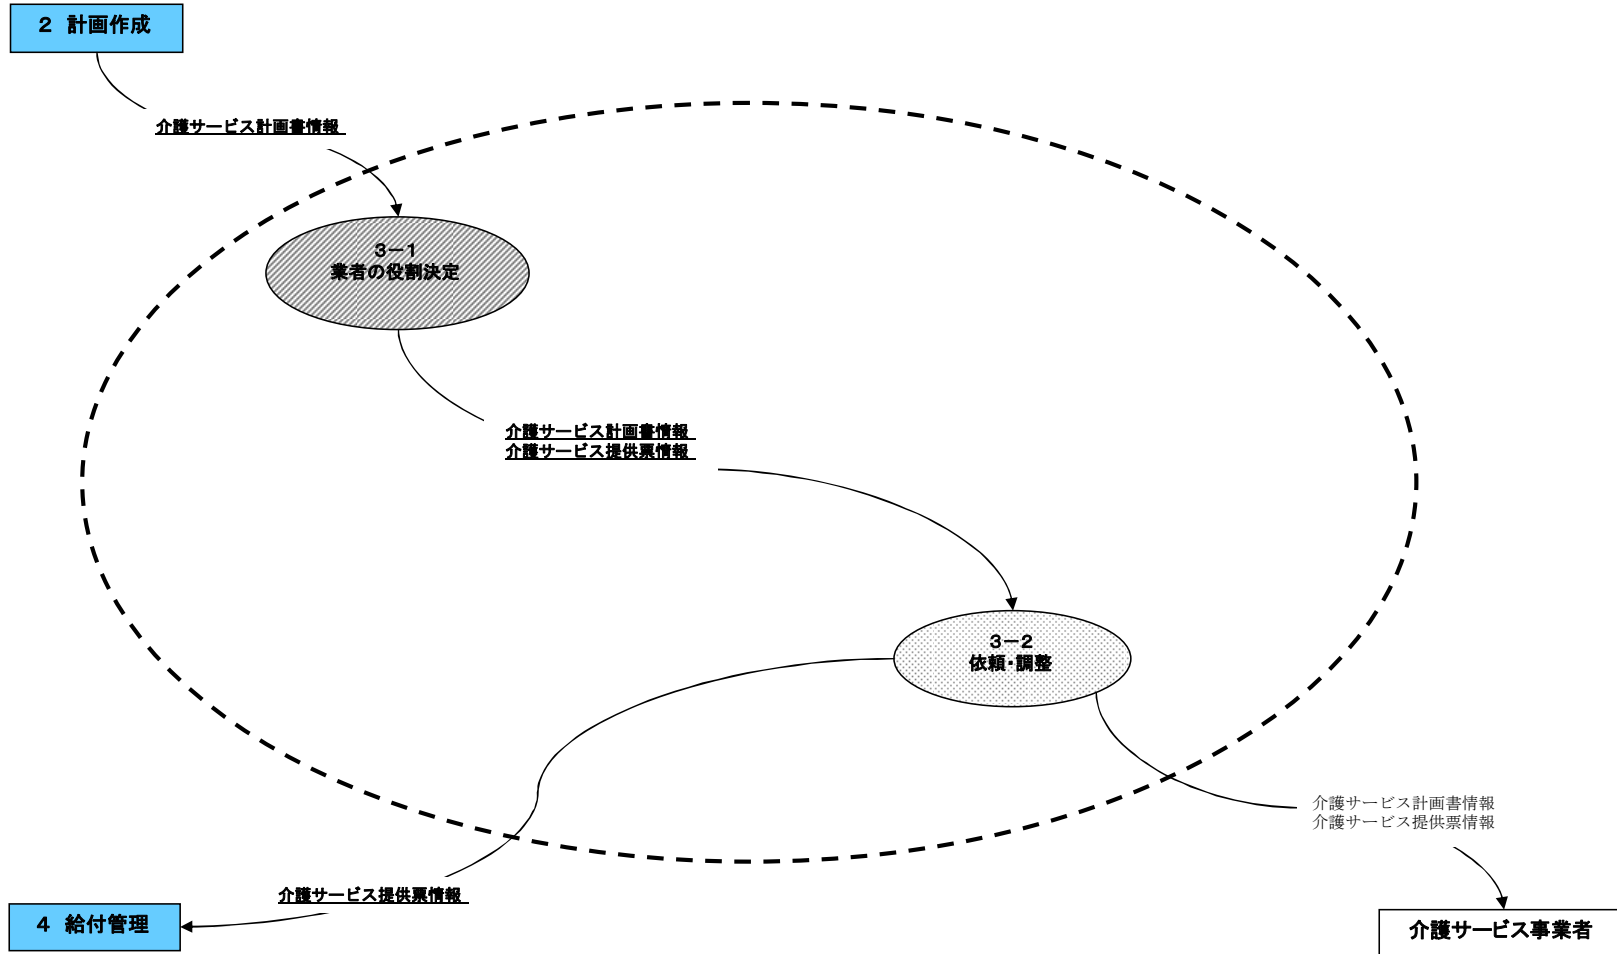 ２　計画作成
介護サービス計画書情報
３－１
業者の役割決定
介護サービス計画書情報
介護サービス提供票情報
３－２
依頼・調整
介護サービス計画書情報
介護サービス提供票情報
介護サービス提供票情報
４　給付管理
介護サービス事業者